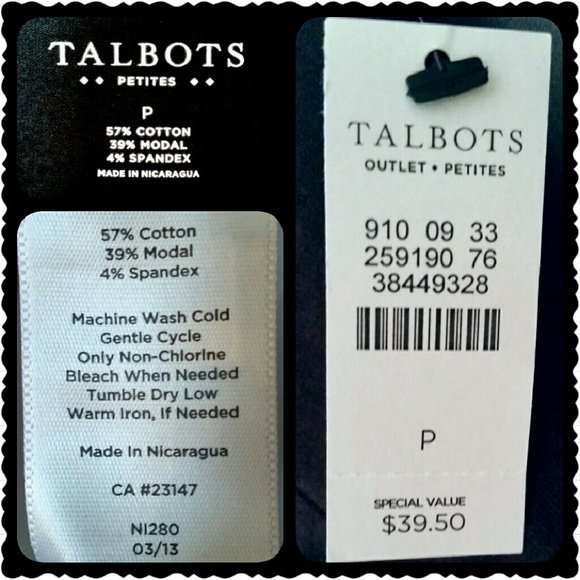 TALBOTS
◆ ◆ PETITES ◆ ◆
P
57% COTTON
39% MODAL
4% SPANDEX
MADE IN NICARAGUA
57% Cotton
39% Modal
4% Spandex
Machine Wash Cold
Gentle Cycle
Only Non-Chlorine
Bleach When Needed
Tumble Dry Low
Warm Iron, If Needed
Made In Nicaragua
CA #23147
NI280
03/13
TALBOTS
OUTLET • PETITES
910 09 33
259190 76
38449328
P
SPECIAL VALUE
$39.50